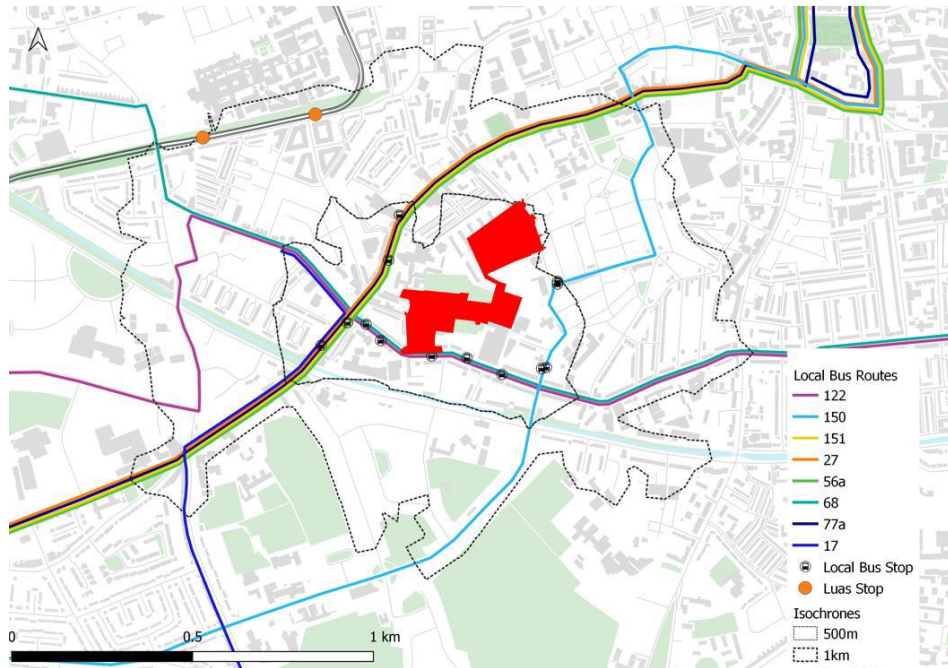 Local Bus Routes
122
150
151
27
56a
68
77a
17
Local Bus Stop
Luas Stop
Isochrones
500m
1km
0 0.5 1 km